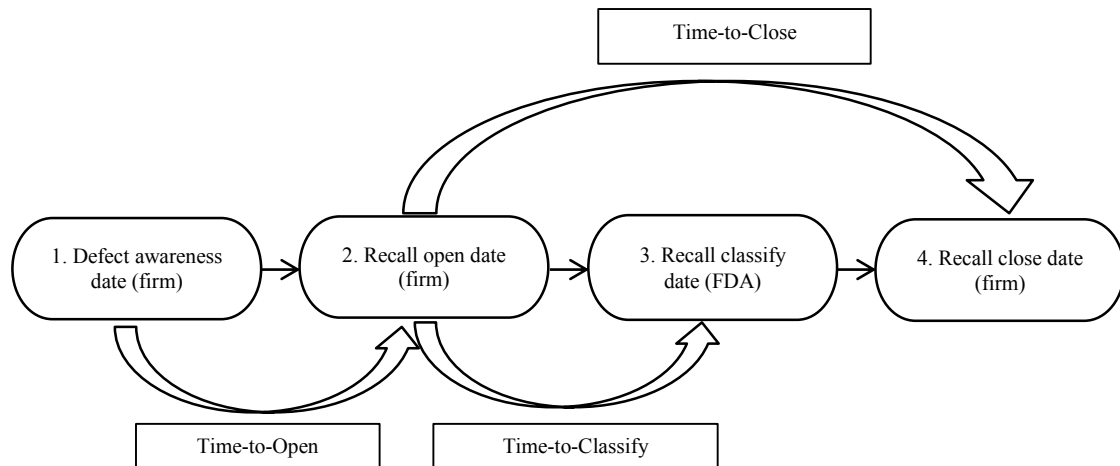 Time-to-Close
1. Defect awareness
date (firm)
2. Recall open date
(firm)
3. Recall classify
date (FDA)
4. Recall close date
(firm)
Time-to-Open
Time-to-Classify